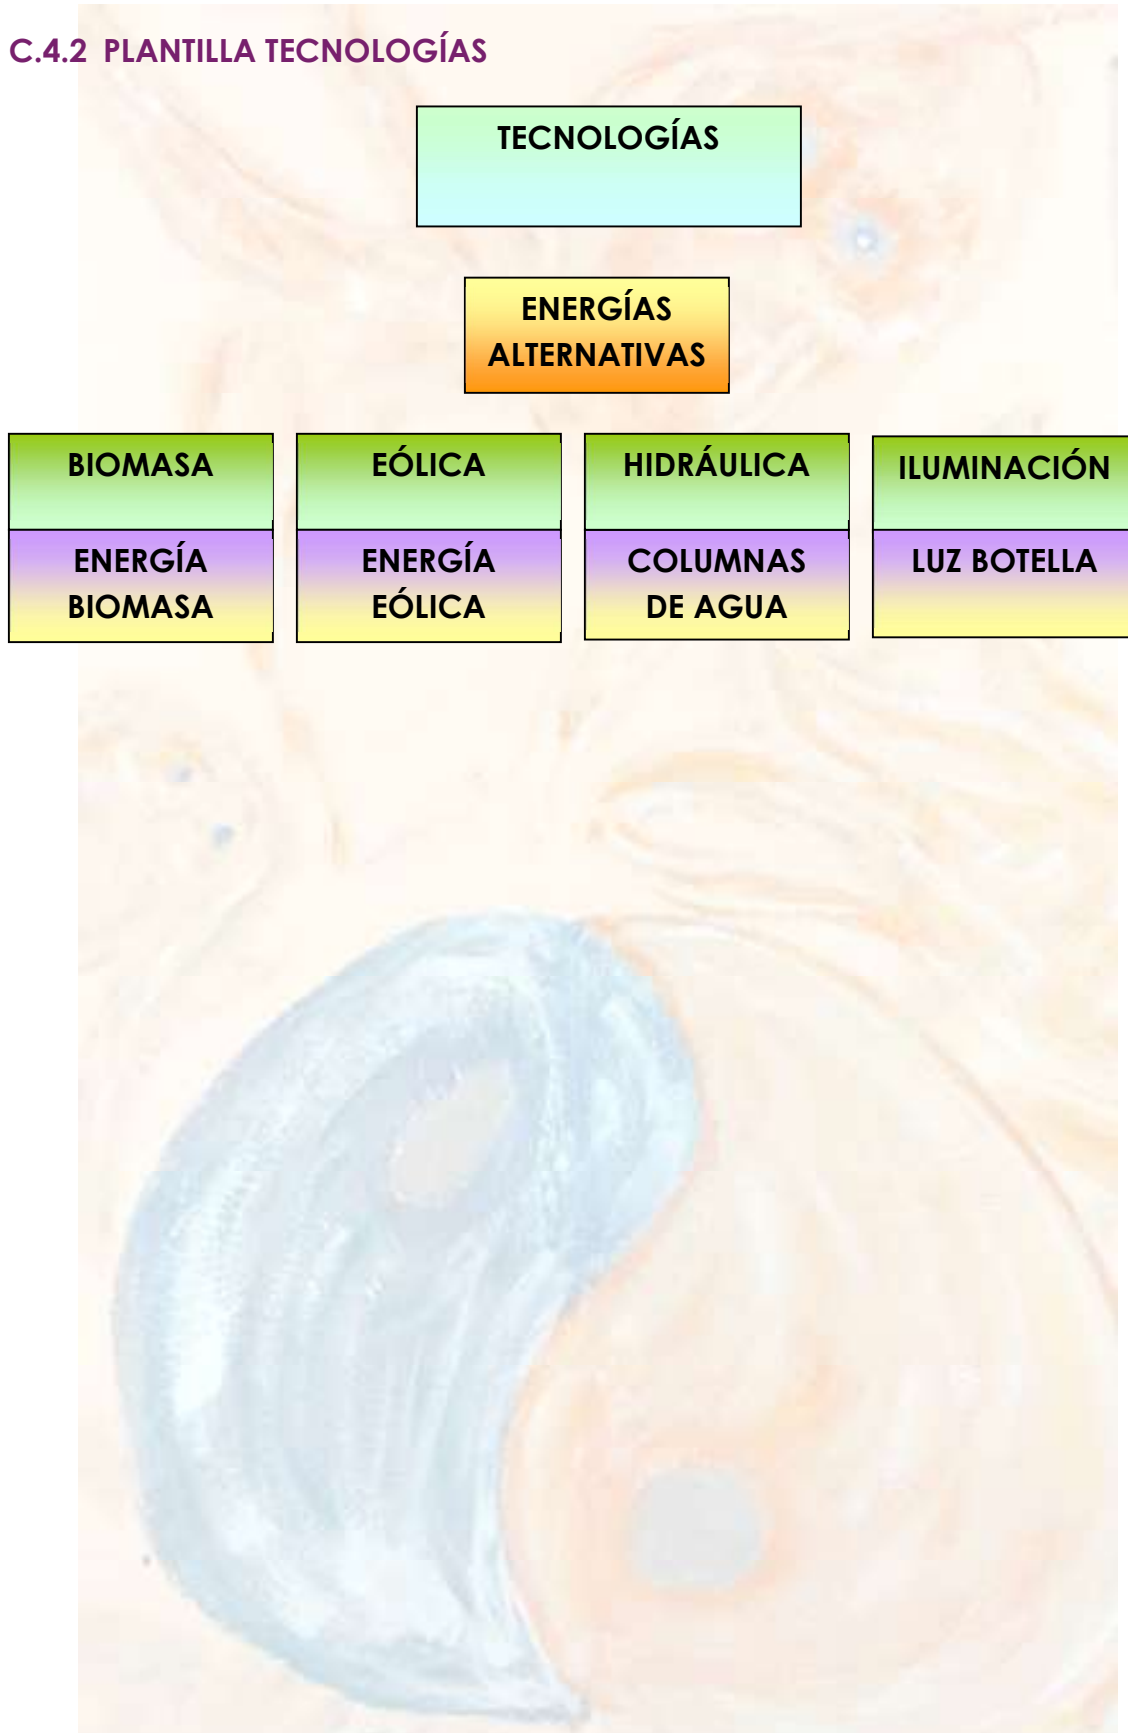 C.4.2 PLANTILLA TECNOLOGÍAS
TECNOLOGÍAS
ENERGÍAS
ALTERNATIVAS
BIOMASA
EÓLICA
HIDRÁULICA
ILUMINACIÓN
ENERGÍA
BIOMASA
ENERGÍA
EÓLICA
COLUMNAS
DE AGUA
LUZ BOTELLA